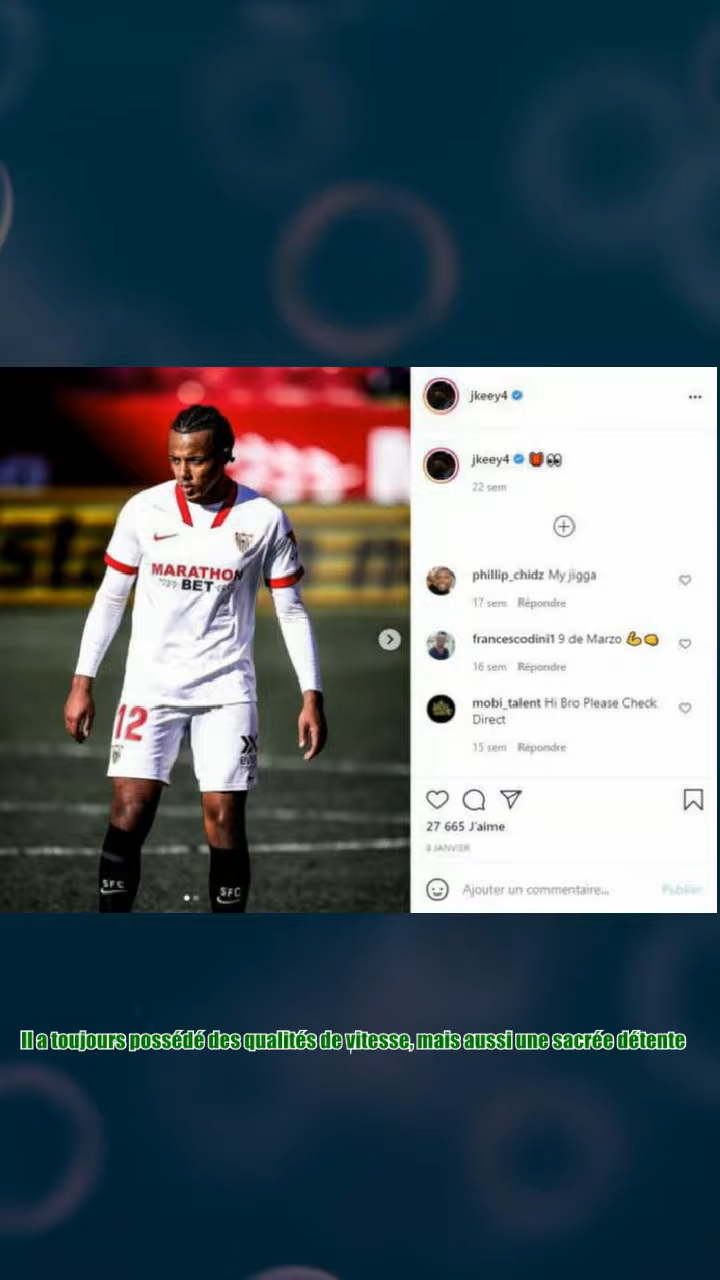 jkeey4
jkeey4
22 sem
phillip_chidz My jigga
17 sem Répondre
francescodini1 9 de Marzo
16 sem Répondre
mobi_talent Hi Bro Please Check
Direct
15 sem Répondre
27 665 J'aime
9 JANVIER
Ajouter un commentaire... Publier
MARATHON
BET
12
SFC
SFC
Il a toujours possédé des qualités de vitesse, mais aussi une sacrée détente